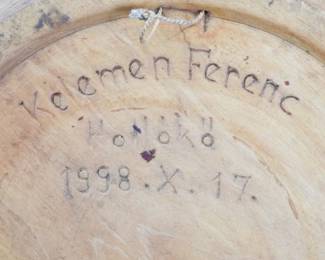 Kelemen Ferenc
Hollókő
1998.X.17.